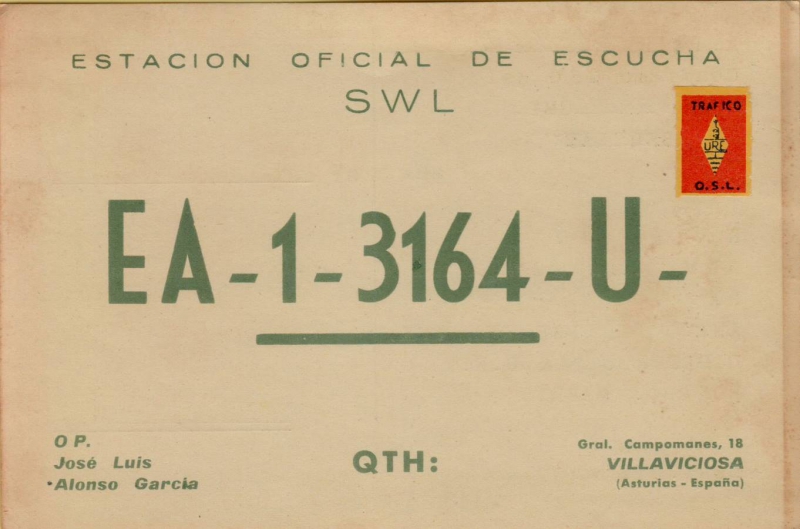 ESTACION OFICIAL DE ESCUCHA
SWL
TRAFICO
URE
Q.S.L.
EA-1-3164-U-
OP.
José Luis
Alonso Garcia
QTH:
Gral. Campomanes, 18
VILLAVICIOSA
(Asturias - España)